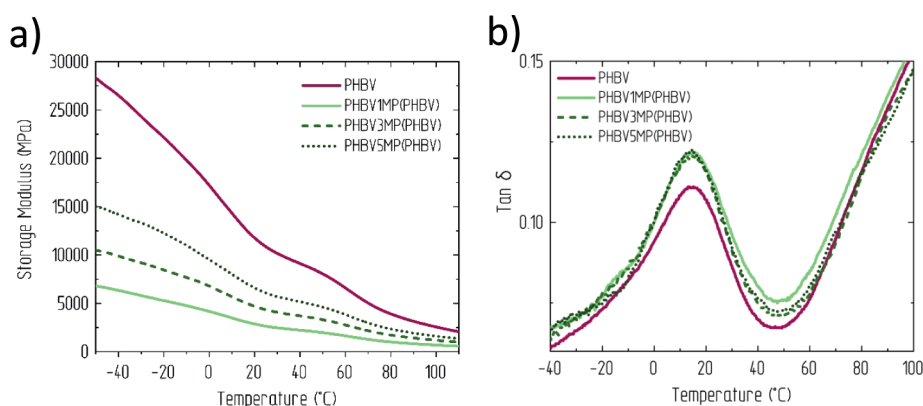 a)
30000
25000
20000
15000
10000
5000
0
Storage Modulus (MPa)
PHBV
PHBV1MP(PHBV)
PHBV3MP(PHBV)
PHBV5MP(PHBV)
-40 -20 0 20 40 60 80 100
Temperature (°C)
b)
0.15
0.10
Tan δ
PHBV
PHBV1MP(PHBV)
PHBV3MP(PHBV)
PHBV5MP(PHBV)
-40 -20 0 20 40 60 80 100
Temperature (°C)